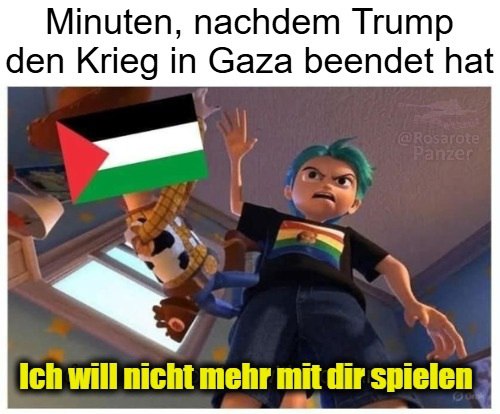 Minuten, nachdem Trump
den Krieg in Gaza beendet hat
@Rosarote
Panzer
Ich will nicht mehr mit dir spielen